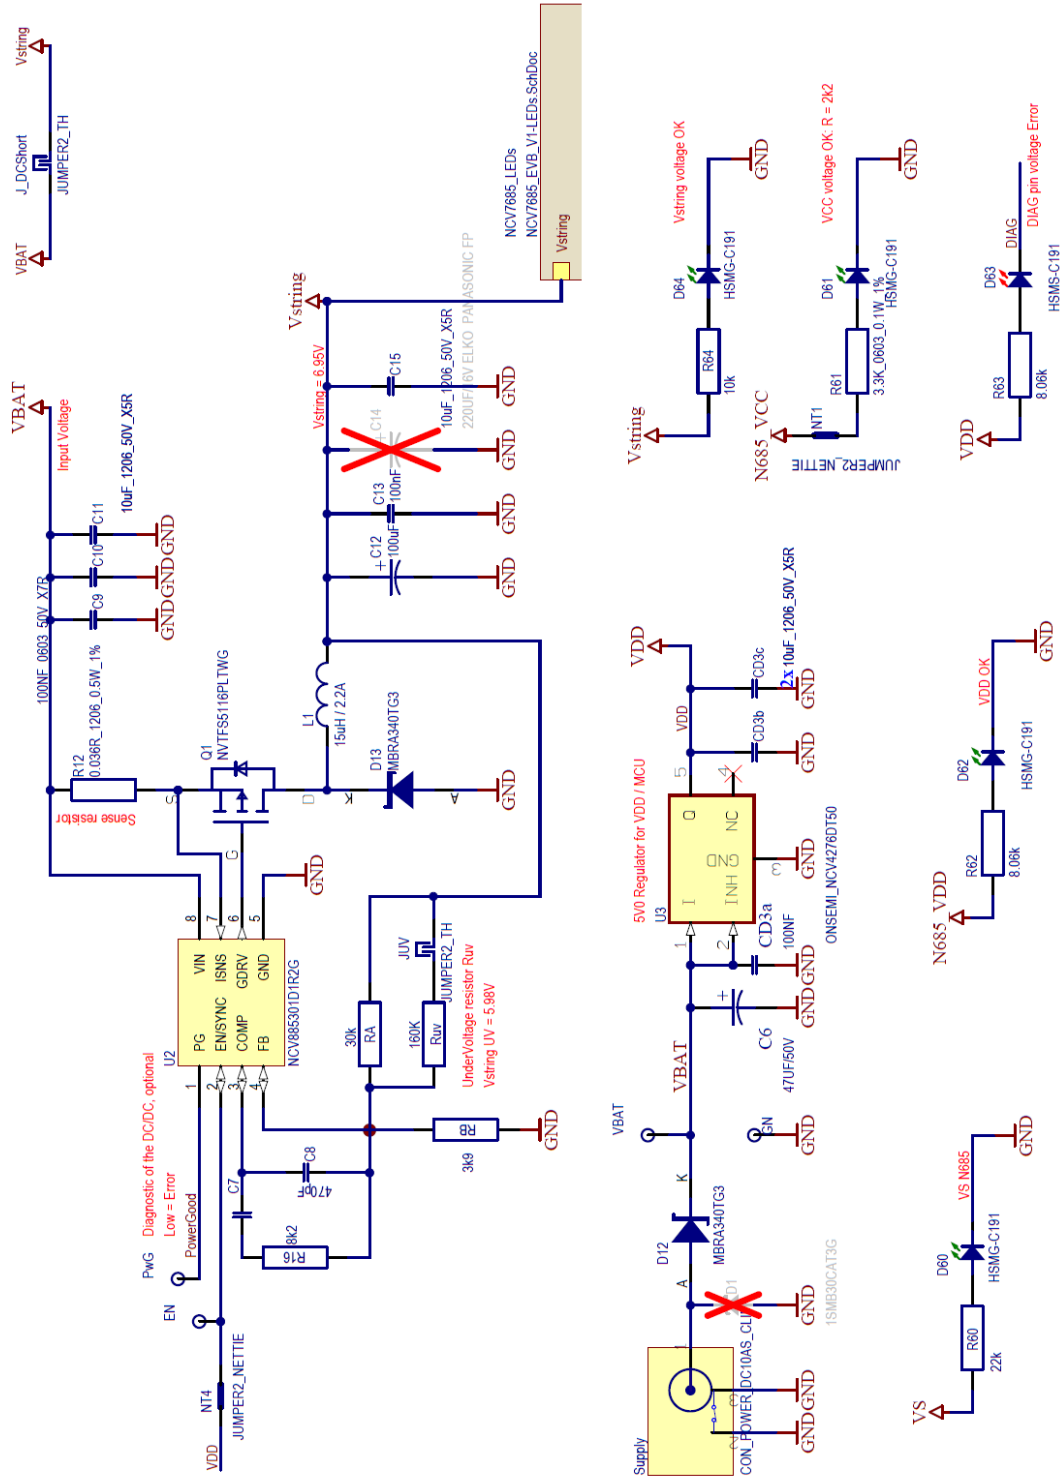 Vstring
J_DCShort
JUMPER2_TH
VBAT
VBAT
Input Voltage
10uF_1206_50V_X5R
C11
C10
C9
GND
GND
GND
100NF_0603_50V_X7R
R12
0.036R_1206_0.5W_1%
Sense resistor
S
Q1
NVTFS5116PLTWG
G
D
L1
15uH / 2.2A
D13
MBRA340TG3
K
A
GND
Vstring
Vstring = 6.95V
C12
100uF
GND
C13
100nF
GND
C14
220UF/16V ELKO PANASONIC FP
GND
C15
10uF_1206_50V_X5R
GND
NCV7685_LEDs
NCV7685_EVB_V1-LEDs.SchDoc
Vstring
Diagnostic of the DC/DC, optional
Low = Error
PwG
PowerGood
EN
NT4
JUMPER2_NETTIE
VDD
U2
NCV885301D1R2G
1
PG
2
EN/SYNC
3
COMP
4
FB
8
VIN
7
ISNS
6
GDRV
5
GND
GND
C7
C8
470pF
R16
8k2
30k
RA
160K
Ruv
JUV
JUMPER2_TH
UnderVoltage resistor Ruv
Vstring UV = 5.98V
RB
3k9
GND
Supply
CON_POWER_DC10AS_CLI
1
2
3
GND
GND
D1
1SMB30CAT3G
GND
D12
MBRA340TG3
A
K
VBAT
GN
GND
VBAT
C6
47UF/50V
GND
CD3a
100NF
GND
5V0 Regulator for VDD / MCU
U3
ONSEMI_NCV4276DT50
1
I
2
INH
GND
3
Q
5
NC
4
GND
VDD
VDD
CD3b
GND
CD3c
2x10uF_1206_50V_X5R
GND
Vstring
R64
10k
D64
HSMG-C191
Vstring voltage OK
GND
N685_VCC
NT1
JUMPER2_NETTIE
R61
3.3K_0603_0.1W_1%
D61
HSMG-C191
VCC voltage OK: R = 2k2
GND
VDD
R63
8.06k
D63
HSMS-C191
DIAG
DIAG pin voltage Error
N685_VDD
R62
8.06k
D62
HSMG-C191
VDD OK
GND
VS
R60
22k
D60
HSMG-C191
VS N685
GND